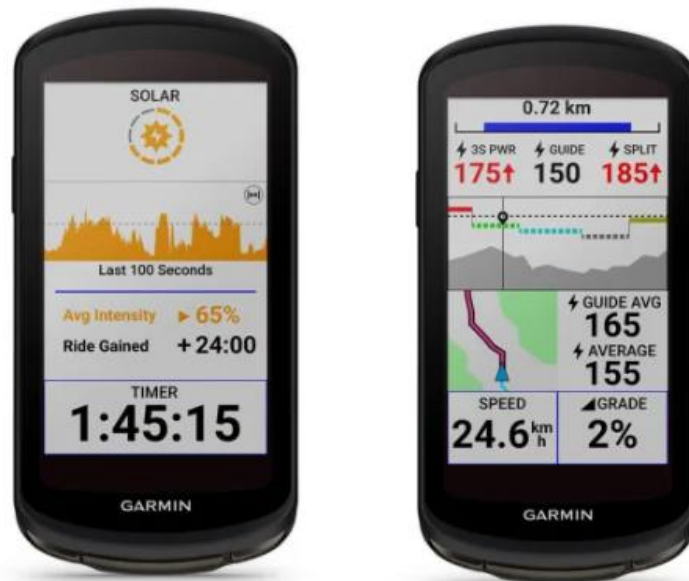 SOLAR
Last 100 Seconds
Avg Intensity ► 65%
Ride Gained +24:00
TIMER
1:45:15
GARMIN
0.72 km
3S PWR GUIDE SPLIT
175↑ 150 185↑
GUIDE AVG
165
AVERAGE
155
SPEED GRADE
24.6 km/h 2%
GARMIN